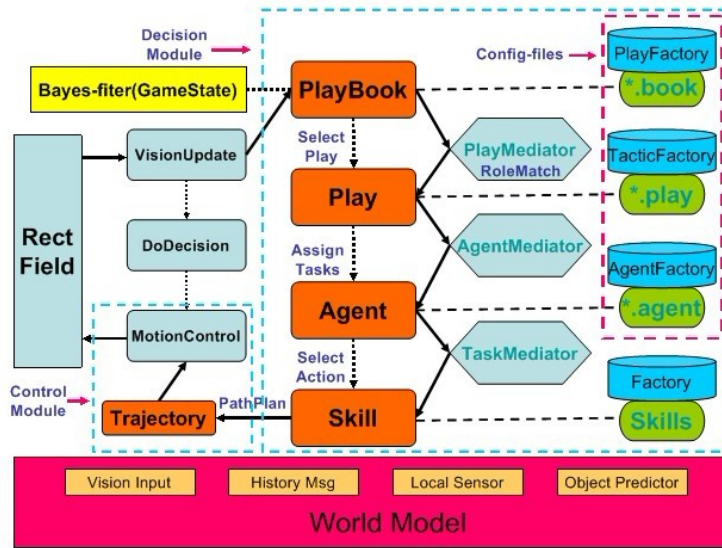 Decision
Module
Config-files
PlayFactory
*.book
Bayes-fiter(GameState)
PlayBook
Select
Play
PlayMediator
RoleMatch
TacticFactory
*.play
VisionUpdate
Play
Rect
Field
DoDecision
Assign
Tasks
AgentMediator
AgentFactory
*.agent
MotionControl
Agent
Select
Action
TaskMediator
Factory
Skills
Control
Module
Trajectory
PathPlan
Skill
Vision Input
History Msg
Local Sensor
Object Predictor
World Model